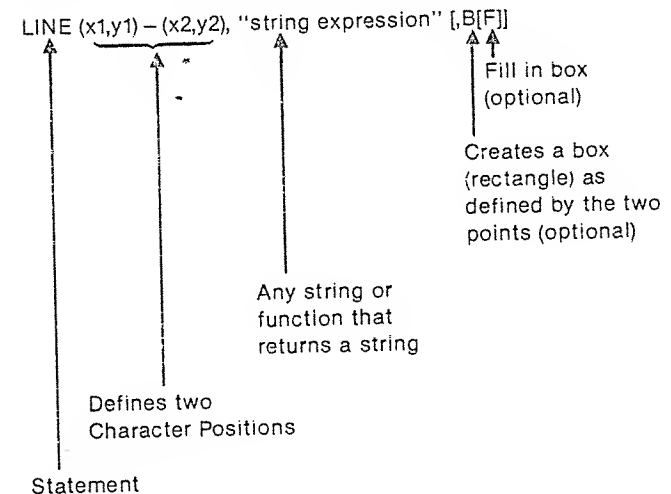 LINE (x1,y1) – (x2,y2), “string expression” [,B[F]]
Fill in box
(optional)
Creates a box
(rectangle) as
defined by the two
points (optional)
Any string or
function that
returns a string
Defines two
Character Positions
Statement